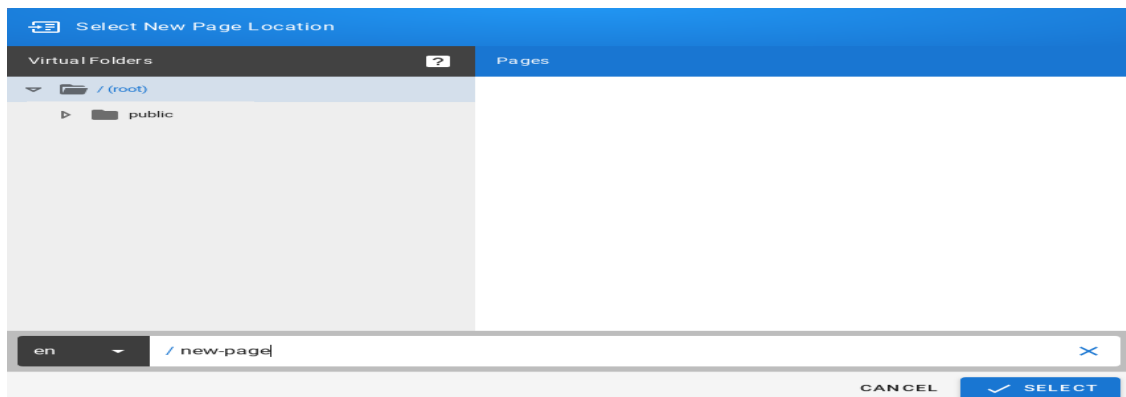 Select New Page Location
Virtual Folders ? Pages
/ (root)
public
en / new-page
CANCEL SELECT